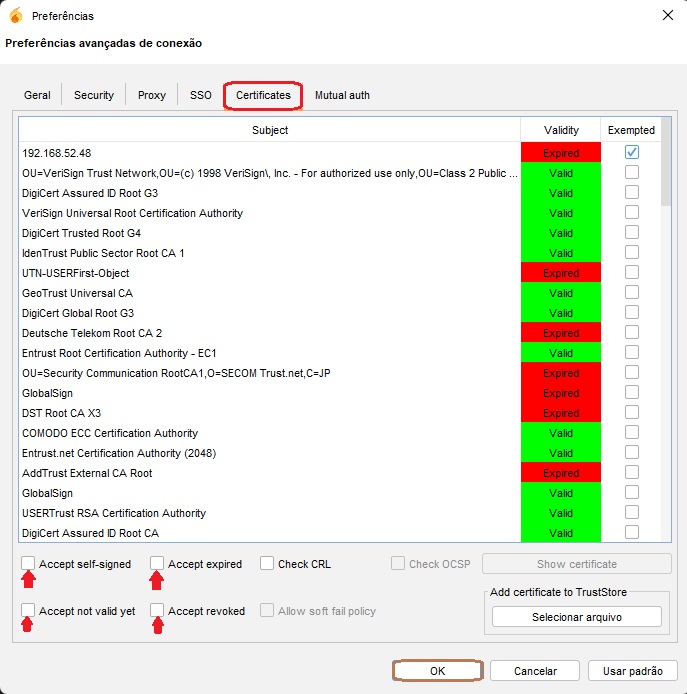 Preferências
Preferências avançadas de conexão
Geral Security Proxy SSO Certificates Mutual auth
Subject Validity Exempted
192.168.52.48 Expired
OU=VeriSign Trust Network,OU=(c) 1998 VeriSign\, Inc. - For authorized use only,OU=Class 2 Public ... Valid
DigiCert Assured ID Root G3 Valid
VeriSign Universal Root Certification Authority Valid
DigiCert Trusted Root G4 Valid
IdenTrust Public Sector Root CA 1 Valid
UTN-USERFirst-Object Expired
GeoTrust Universal CA Valid
DigiCert Global Root G3 Valid
Deutsche Telekom Root CA 2 Expired
Entrust Root Certification Authority - EC1 Valid
OU=Security Communication RootCA1,O=SECOM Trust.net,C=JP Expired
GlobalSign Expired
DST Root CA X3 Expired
COMODO ECC Certification Authority Valid
Entrust.net Certification Authority (2048) Valid
AddTrust External CA Root Expired
GlobalSign Valid
USERTrust RSA Certification Authority Valid
DigiCert Assured ID Root CA Valid
Accept self-signed Accept expired Check CRL Check OCSP Show certificate
Add certificate to TrustStore
Accept not valid yet Accept revoked Allow soft fail policy Selecionar arquivo
OK Cancelar Usar padrão